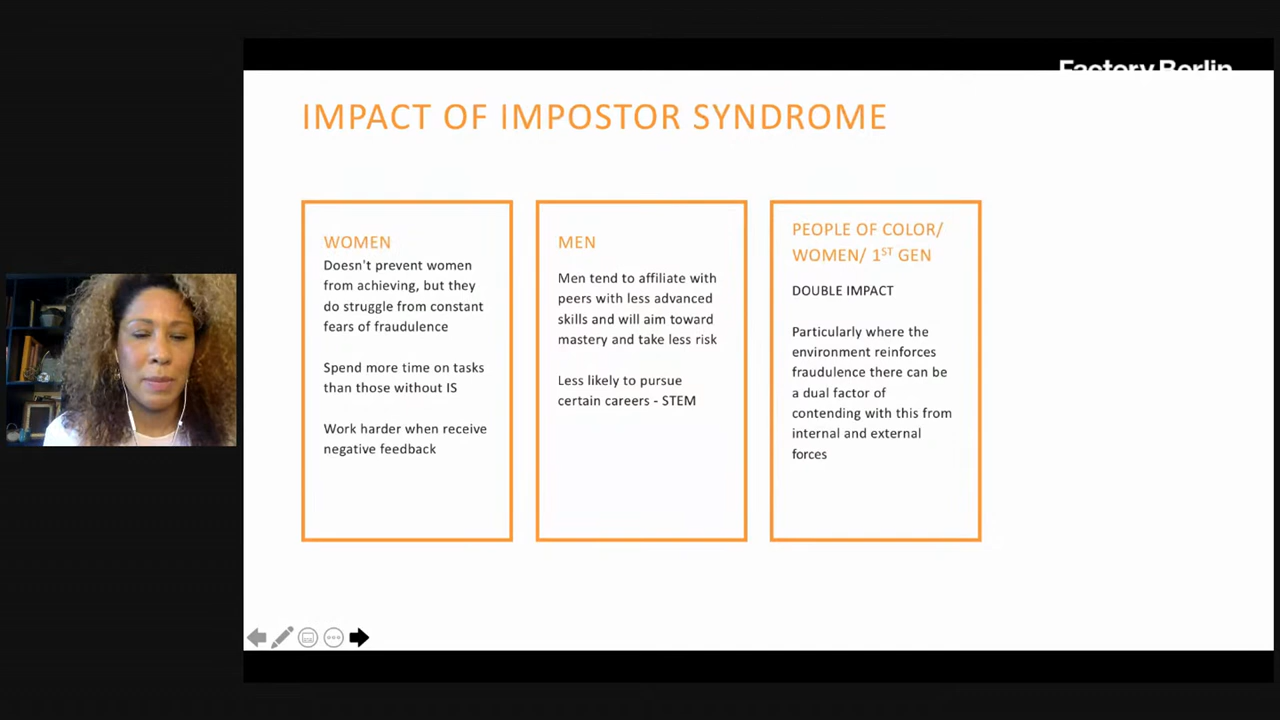 Factory Berlin
IMPACT OF IMPOSTOR SYNDROME
WOMEN
Doesn't prevent women
from achieving, but they
do struggle from constant
fears of fraudulence
Spend more time on tasks
than those without IS
Work harder when receive
negative feedback
MEN
Men tend to affiliate with
peers with less advanced
skills and will aim toward
mastery and take less risk
Less likely to pursue
certain careers - STEM
PEOPLE OF COLOR/
WOMEN/ 1ST GEN
DOUBLE IMPACT
Particularly where the
environment reinforces
fraudulence there can be
a dual factor of
contending with this from
internal and external
forces